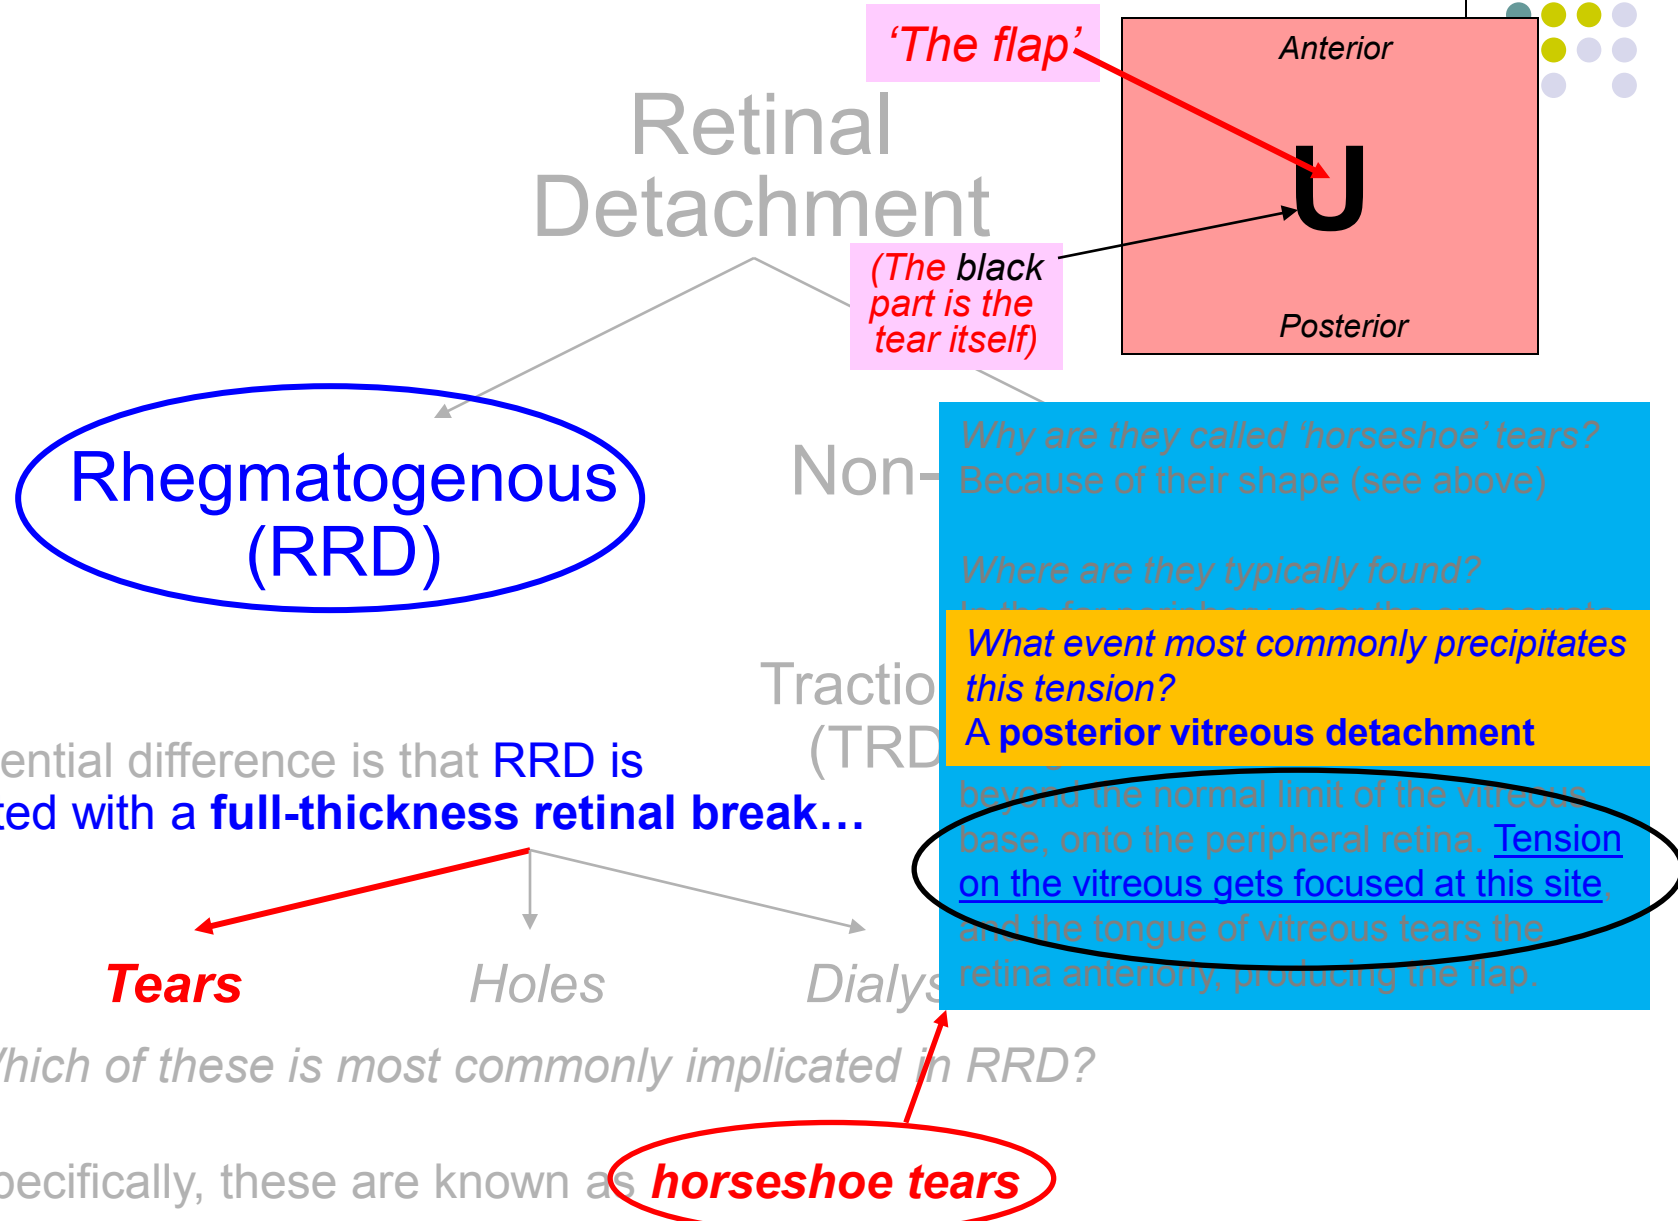 ‘The flap’
Anterior
Retinal
Detachment
U
(The black
part is the
tear itself)
Posterior
Rhegmatogenous
(RRD)
Non-
Why are they called ‘horseshoe’ tears?
Because of their shape (see above)
Where are they typically found?
What event most commonly precipitates
this tension?
A posterior vitreous detachment
Tractio
(TRD
ential difference is that RRD is
ted with a full-thickness retinal break…
beyond the normal limit of the vitreous
base, onto the peripheral retina. Tension
on the vitreous gets focused at this site,
and the tongue of vitreous tears the
retina anteriorly, producing the flap.
Tears
Holes
Dialys
Which of these is most commonly implicated in RRD?
pecifically, these are known as horseshoe tears